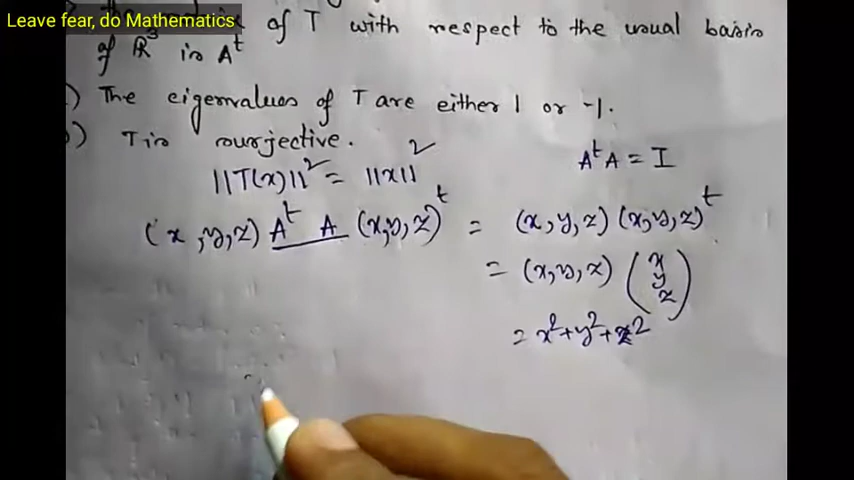 Leave fear, do Mathematics
of T with respect to the usual basis
of R³ is Aᵗ
) The eigenvalues of T are either 1 or -1.
) T is surjective.
||T(x)||² = ||x||²
AᵗA = I
(x, y, z) Aᵗ A (x, y, z)ᵗ = (x, y, z) (x, y, z)ᵗ
= (x, y, z) (x y z)
= x² + y² + z²